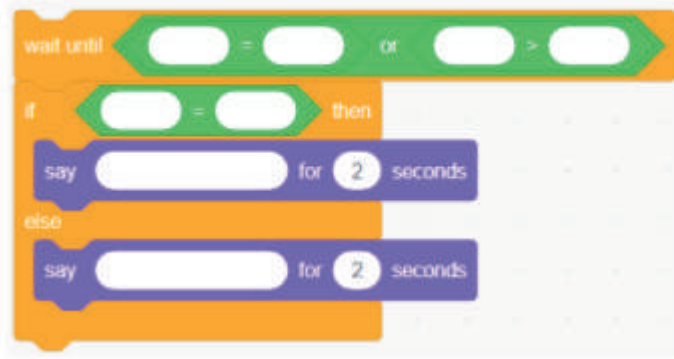 wait until = or >
if = then
say for 2 seconds
else
say for 2 seconds